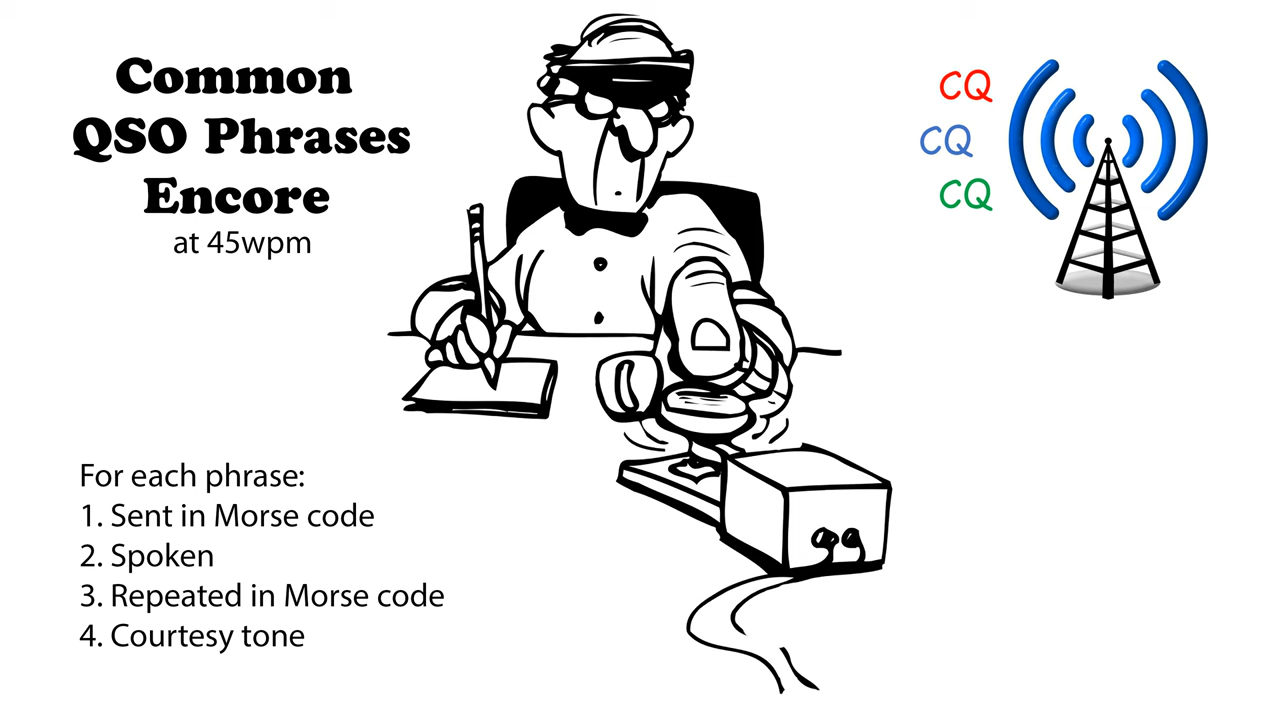 Common
QSO Phrases
Encore
at 45wpm
CQ
CQ
CQ
For each phrase:
1. Sent in Morse code
2. Spoken
3. Repeated in Morse code
4. Courtesy tone